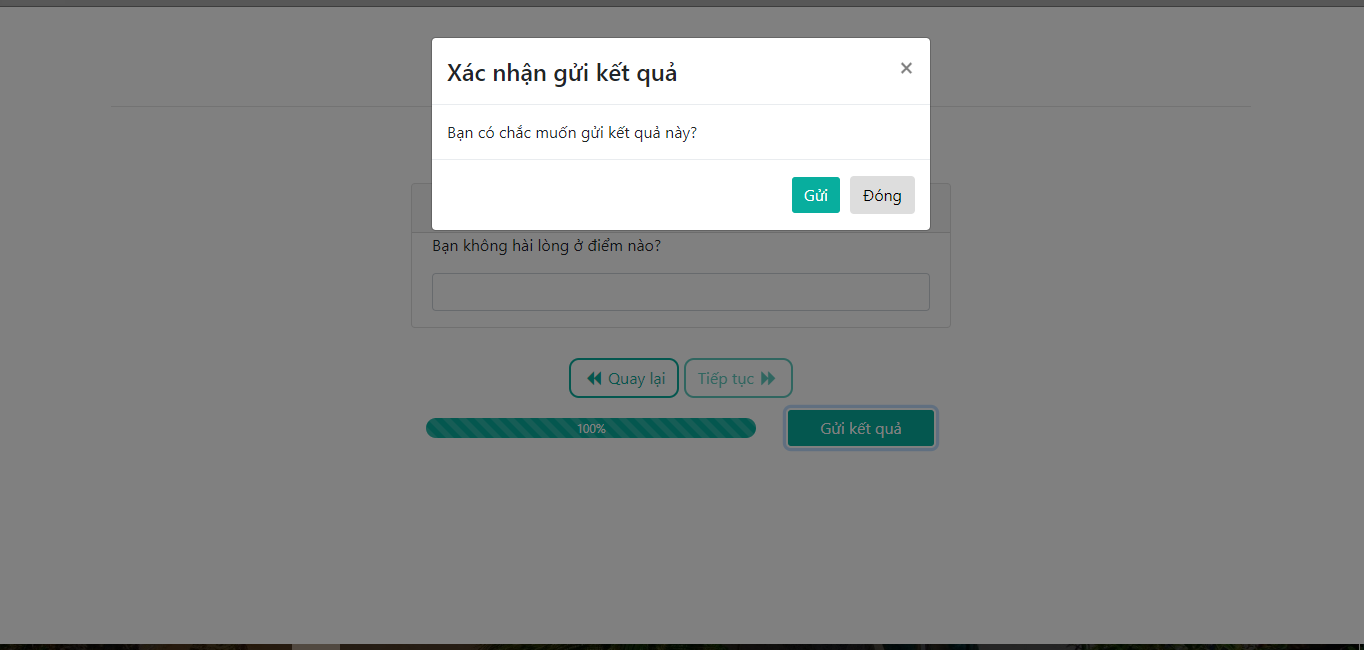 Xác nhận gửi kết quả
×
Bạn có chắc muốn gửi kết quả này?
Gửi Đóng
Bạn không hài lòng ở điểm nào?
Quay lại Tiếp tục
100% Gửi kết quả